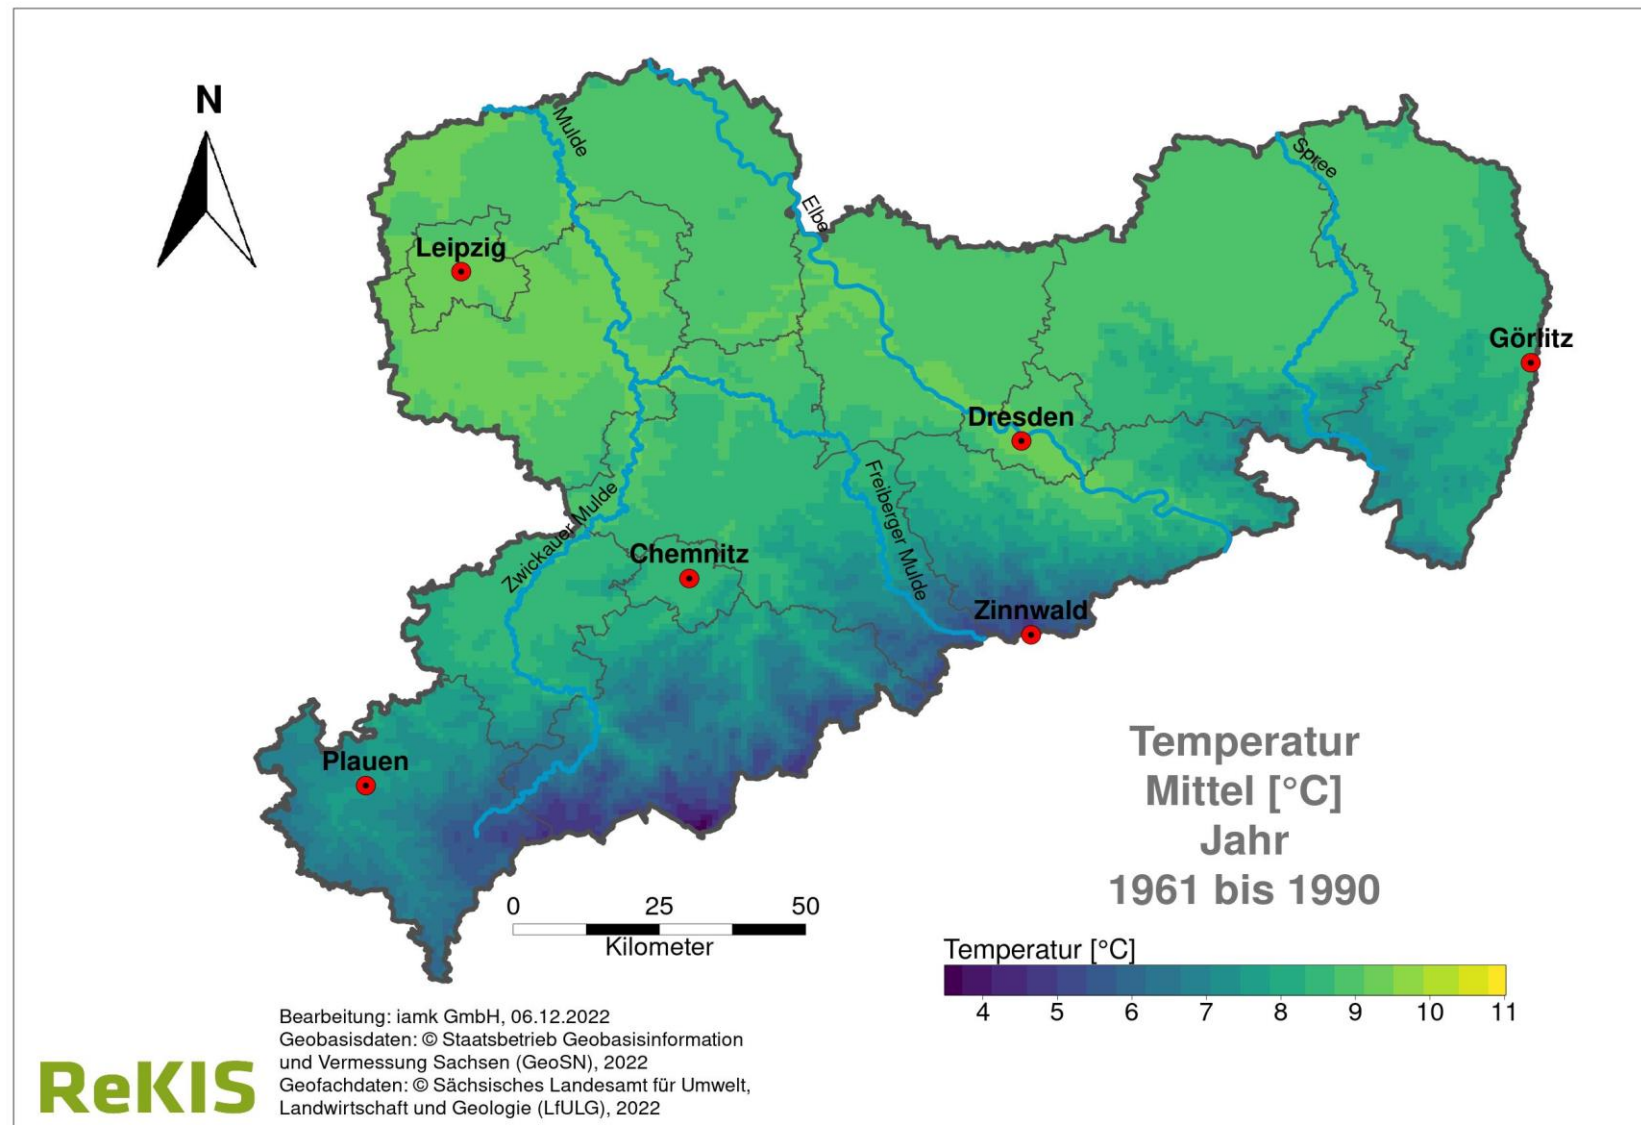 N
Mulde
Elbe
Spree
Leipzig
Görlitz
Dresden
Freiberger Mulde
Zwickauer Mulde
Chemnitz
Zinnwald
Plauen
Temperatur
Mittel [°C]
Jahr
1961 bis 1990
0 25 50
Kilometer
Temperatur [°C]
4 5 6 7 8 9 10 11
Bearbeitung: iamk GmbH, 06.12.2022
Geobasisdaten: © Staatsbetrieb Geobasisinformation
und Vermessung Sachsen (GeoSN), 2022
Geofachdaten: © Sächsisches Landesamt für Umwelt,
Landwirtschaft und Geologie (LfULG), 2022
ReKIS